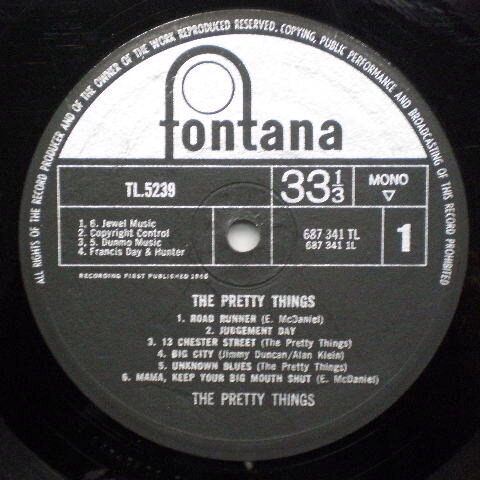 ALL RIGHTS OF THE RECORD PRODUCER AND OF THE OWNER OF THE WORK REPRODUCED RESERVED. COPYING, PUBLIC PERFORMANCE AND BROADCASTING OF THIS RECORD PROHIBITED
fontana
TL.5239
33 1/3
MONO
1. 6. Jewel Music
2. Copyright Control
3. 5. Dunmo Music
4. Francis Day & Hunter
687 341 TL
687 341 1L
1
RECORDING FIRST PUBLISHED 1965
THE PRETTY THINGS
1. ROAD RUNNER (E. McDaniel)
2. JUDGEMENT DAY
3. 13 CHESTER STREET (The Pretty Things)
4. BIG CITY (Jimmy Duncan/Alan Klein)
5. UNKNOWN BLUES (The Pretty Things)
6. MAMA, KEEP YOUR BIG MOUTH SHUT (E. McDaniel)
THE PRETTY THINGS